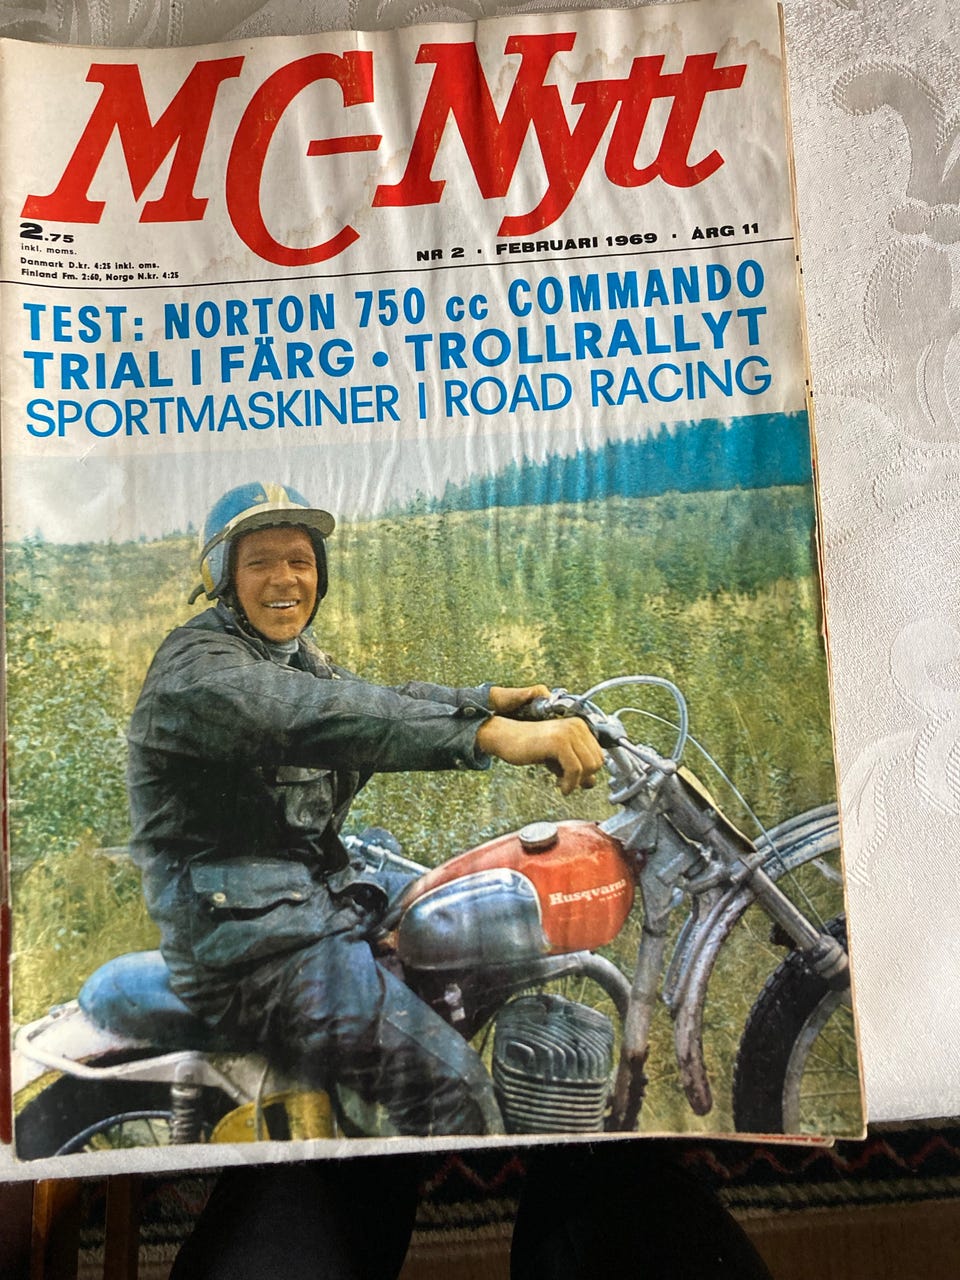 MC-Nytt
2.75
inkl. moms.
Danmark D.kr. 4:25 inkl. oms.
Finland Fm. 2:60, Norge N.kr. 4:25
NR 2 · FEBRUARI 1969 · ÅRG 11
TEST: NORTON 750 cc COMMANDO
TRIAL I FÄRG • TROLLRALLYT
SPORTMASKINER I ROAD RACING
Husqvarna